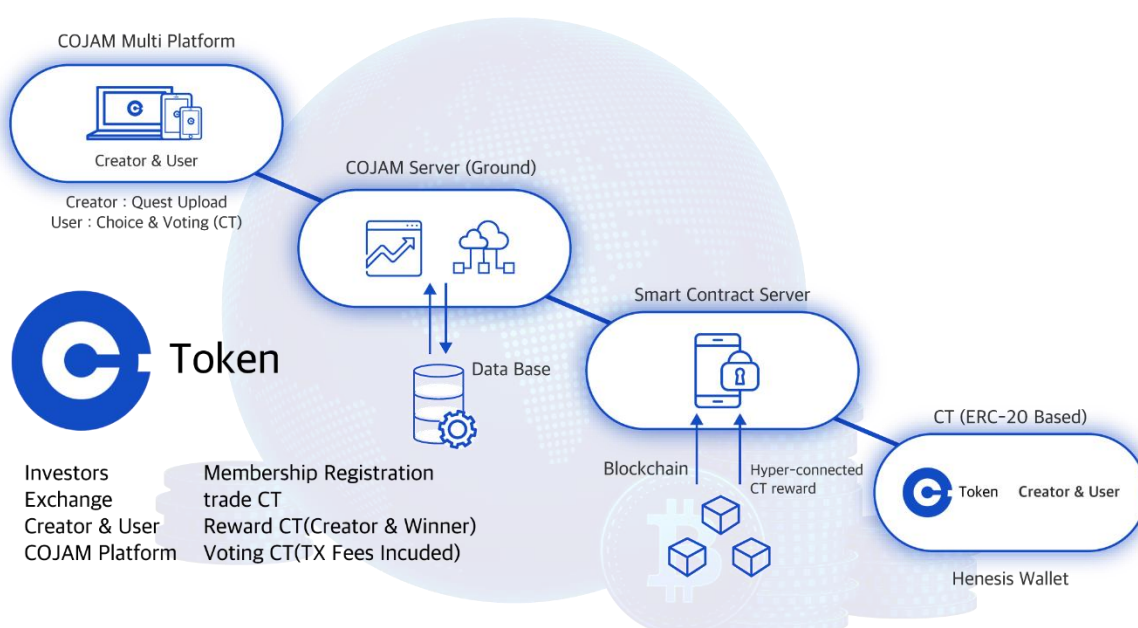 COJAM Multi Platform
Creator & User
Creator : Quest Upload
User : Choice & Voting (CT)
COJAM Server (Ground)
Data Base
Smart Contract Server
Blockchain
Hyper-connected
CT reward
CT (ERC-20 Based)
Token Creator & User
Henesis Wallet
Token
Investors Membership Registration
Exchange trade CT
Creator & User Reward CT(Creator & Winner)
COJAM Platform Voting CT(TX Fees Incuded)